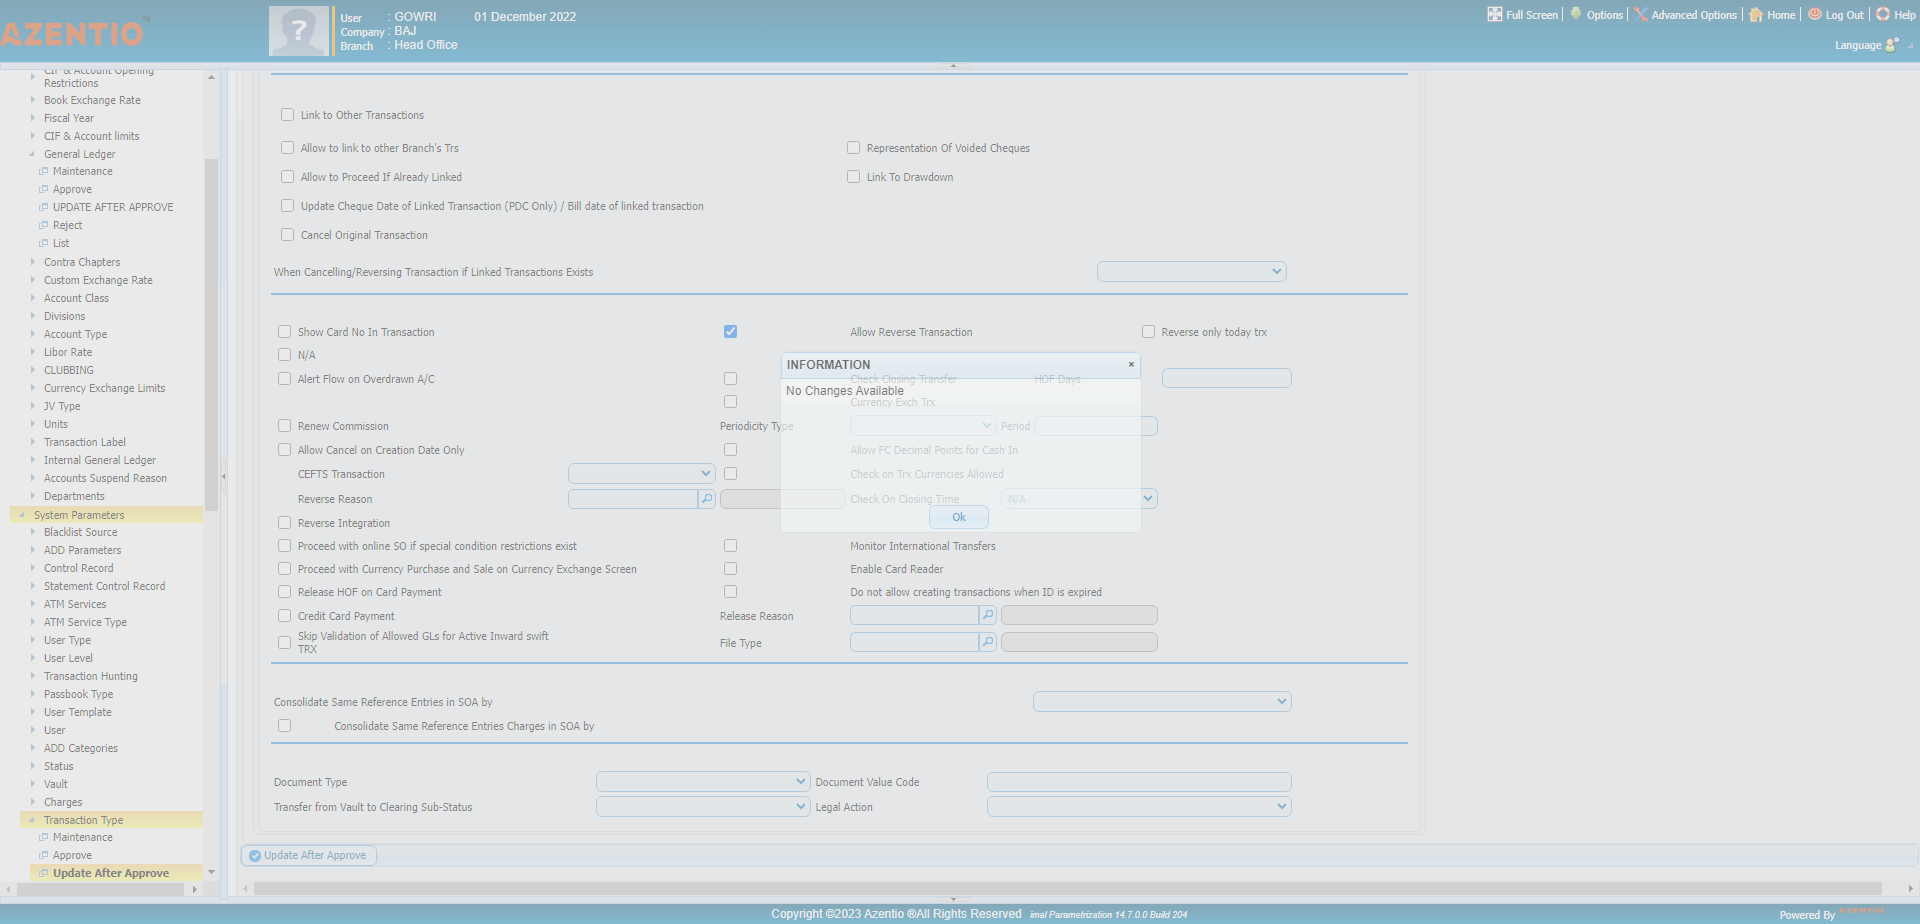 AZENTIO
TM
User : GOWRI 01 December 2022
Company : BAJ
Branch : Head Office
Full Screen Options Advanced Options Home Log Out Help
Language
CIF & Account Opening
Restrictions
Book Exchange Rate
Fiscal Year
CIF & Account limits
General Ledger
Maintenance
Approve
UPDATE AFTER APPROVE
Reject
List
Contra Chapters
Custom Exchange Rate
Account Class
Divisions
Account Type
Libor Rate
CLUBBING
Currency Exchange Limits
JV Type
Units
Transaction Label
Internal General Ledger
Accounts Suspend Reason
Departments
System Parameters
Blacklist Source
ADD Parameters
Control Record
Statement Control Record
ATM Services
ATM Service Type
User Type
User Level
Transaction Hunting
Passbook Type
User Template
User
ADD Categories
Status
Vault
Charges
Transaction Type
Maintenance
Approve
Update After Approve
Link to Other Transactions
Allow to link to other Branch's Trs Representation Of Voided Cheques
Allow to Proceed If Already Linked Link To Drawdown
Update Cheque Date of Linked Transaction (PDC Only) / Bill date of linked transaction
Cancel Original Transaction
When Cancelling/Reversing Transaction if Linked Transactions Exists
Show Card No In Transaction Allow Reverse Transaction Reverse only today trx
N/A
INFORMATION ×
No Changes Available
Ok
Alert Flow on Overdrawn A/C Check Closing Transfer HOF Days
Currency Exch Trx
Renew Commission Periodicity Type Period
Allow Cancel on Creation Date Only Allow FC Decimal Points for Cash In
CEFTS Transaction Check on Trx Currencies Allowed
Reverse Reason Check On Closing Time N/A
Reverse Integration
Proceed with online SO if special condition restrictions exist Monitor International Transfers
Proceed with Currency Purchase and Sale on Currency Exchange Screen Enable Card Reader
Release HOF on Card Payment Do not allow creating transactions when ID is expired
Credit Card Payment Release Reason
Skip Validation of Allowed GLs for Active Inward swift
TRX File Type
Consolidate Same Reference Entries in SOA by
Consolidate Same Reference Entries Charges in SOA by
Document Type Document Value Code
Transfer from Vault to Clearing Sub-Status Legal Action
Update After Approve
Copyright ©2023 Azentio ®All Rights Reserved imal Parametrization 14.7.0.0 Build 204
Powered By AZENTIO